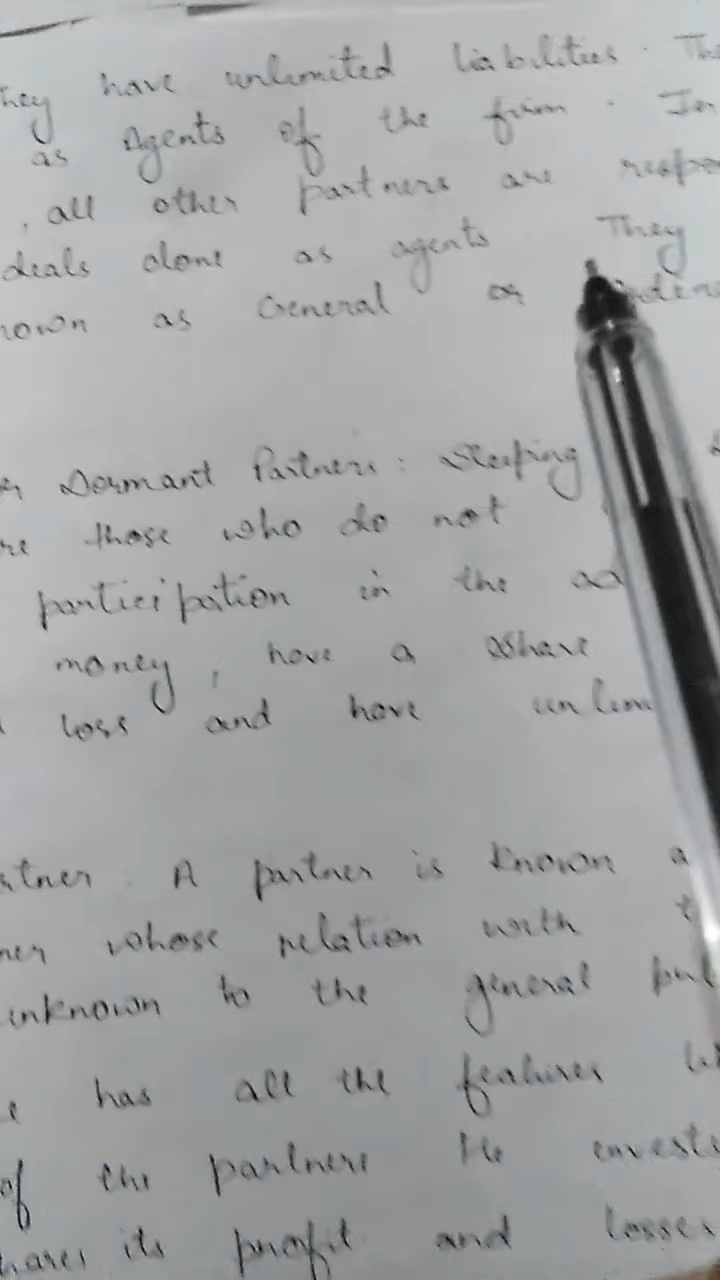 hey have unlimited liabilities. Th
as Agents of the firm. In
, all other partners are respo
deals done as agents They
nown as General or
Dormant Partners: Sleeping
re those who do not
participation in the
money, have a share
loss and have unlim
tner. A partner is known a
ner whose relation with t
unknown to the general pub
e has all the features
of the partners He invests
hares its profit and losses